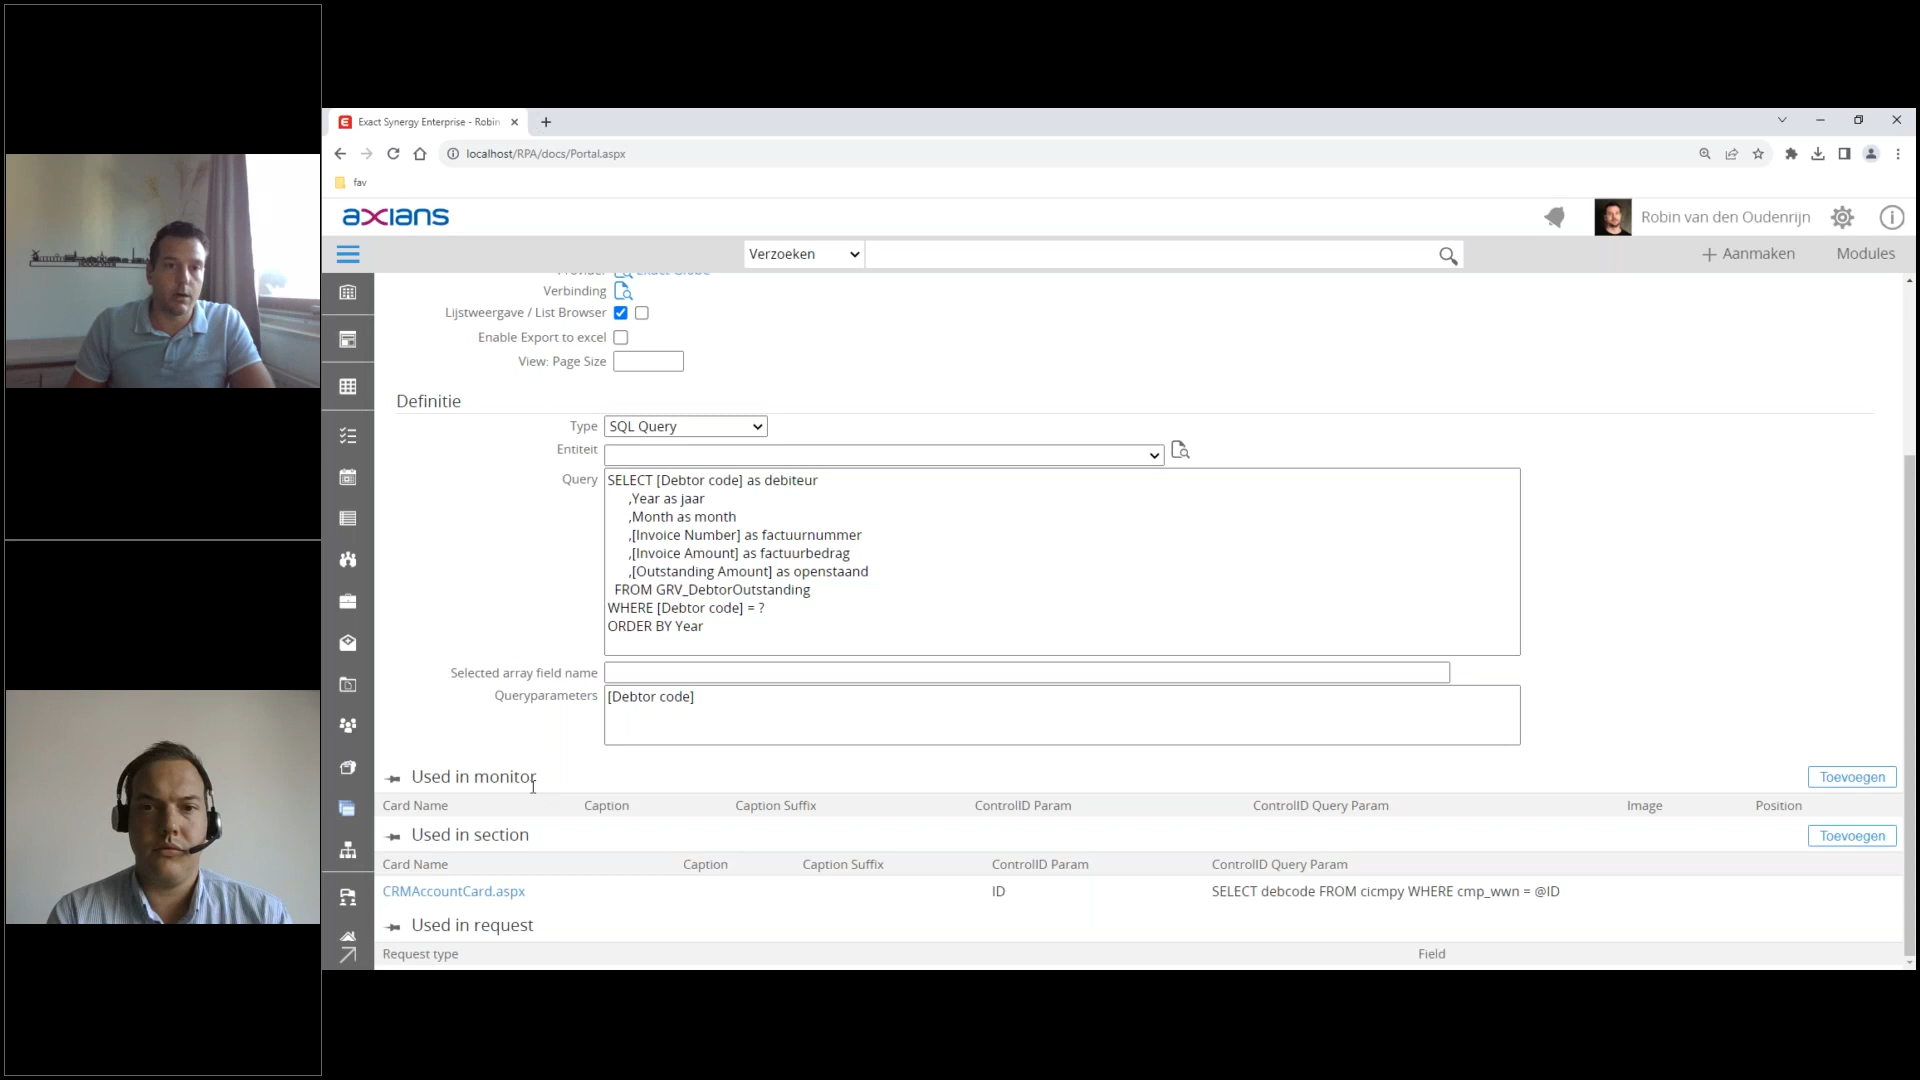 Exact Synergy Enterprise - Robin
localhost/RPA/docs/Portal.aspx
fav
axians
Robin van den Oudenrijn
Verzoeken
Aanmaken
Modules
Verbinding
Lijstweergave / List Browser
Enable Export to excel
View: Page Size
Definitie
Type SQL Query
Entiteit
Query
SELECT [Debtor code] as debiteur
,Year as jaar
,Month as month
,[Invoice Number] as factuurnummer
,[Invoice Amount] as factuurbedrag
,[Outstanding Amount] as openstaand
FROM GRV_DebtorOutstanding
WHERE [Debtor code] = ?
ORDER BY Year
Selected array field name
Queryparameters [Debtor code]
Used in monitor
Toevoegen
Card Name Caption Caption Suffix ControlID Param ControlID Query Param Image Position
Used in section
Toevoegen
Card Name Caption Caption Suffix ControlID Param ControlID Query Param
CRMAccountCard.aspx ID SELECT debcode FROM cicmpy WHERE cmp_wwn = @ID
Used in request
Request type Field